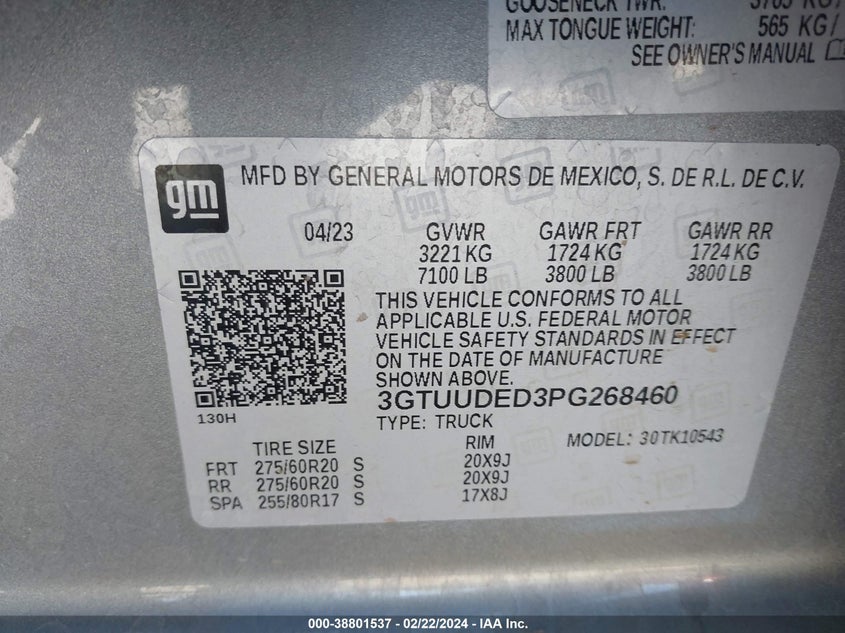 GOOSENECK TWR: 3765 KG/
MAX TONGUE WEIGHT: 565 KG/
SEE OWNER'S MANUAL
gm
MFD BY GENERAL MOTORS DE MEXICO, S. DE R.L. DE C.V.
04/23 GVWR GAWR FRT GAWR RR
3221 KG 1724 KG 1724 KG
7100 LB 3800 LB 3800 LB
THIS VEHICLE CONFORMS TO ALL
APPLICABLE U.S. FEDERAL MOTOR
VEHICLE SAFETY STANDARDS IN EFFECT
ON THE DATE OF MANUFACTURE
SHOWN ABOVE.
3GTUUDED3PG268460
130H
TYPE: TRUCK
MODEL: 30TK10543
TIRE SIZE RIM
FRT 275/60R20 S 20X9J
RR 275/60R20 S 20X9J
SPA 255/80R17 S 17X8J
000-38801537 - 02/22/2024 - IAA Inc.